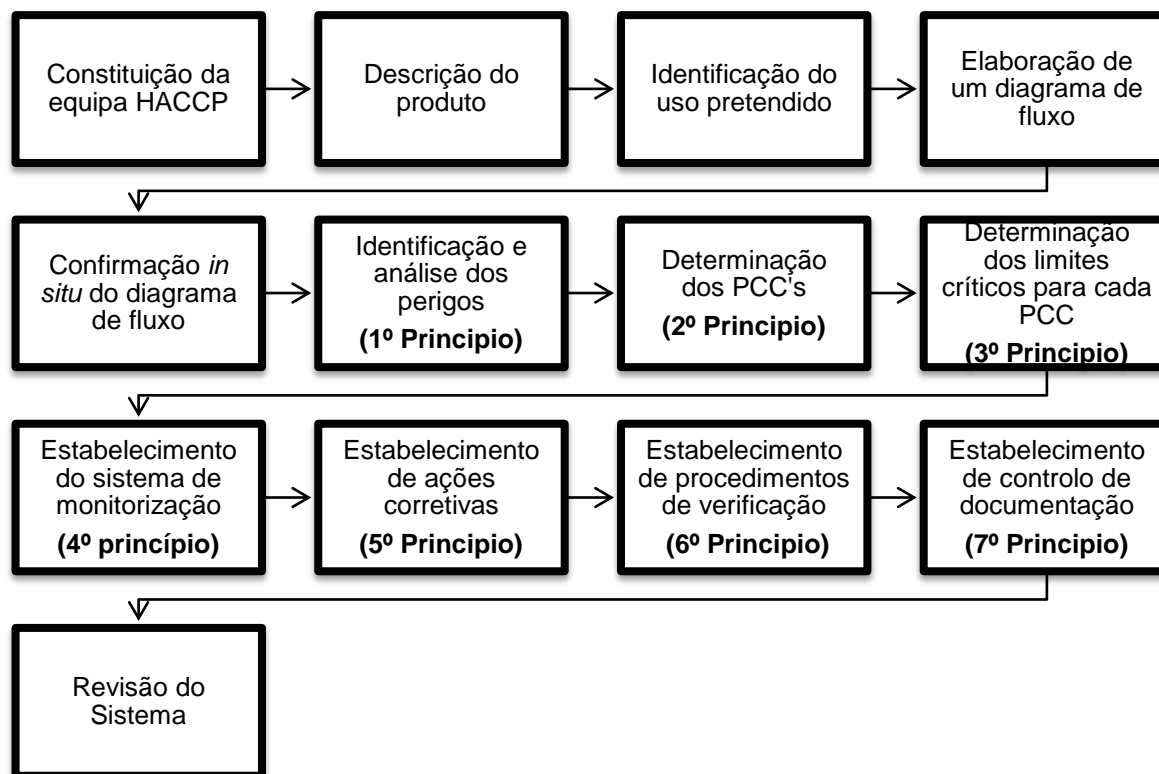 Constituição da
equipa HACCP
Descrição do
produto
Identificação do
uso pretendido
Elaboração de
um diagrama de
fluxo
Confirmação in
situ do diagrama
de fluxo
Identificação e
análise dos
perigos
(1º Principio)
Determinação
dos PCC's
(2º Principio)
Determinação
dos limites
críticos para cada
PCC
(3º Principio)
Estabelecimento
do sistema de
monitorização
(4º princípio)
Estabelecimento
de ações
corretivas
(5º Principio)
Estabelecimento
de procedimentos
de verificação
(6º Principio)
Estabelecimento
de controlo de
documentação
(7º Principio)
Revisão do
Sistema